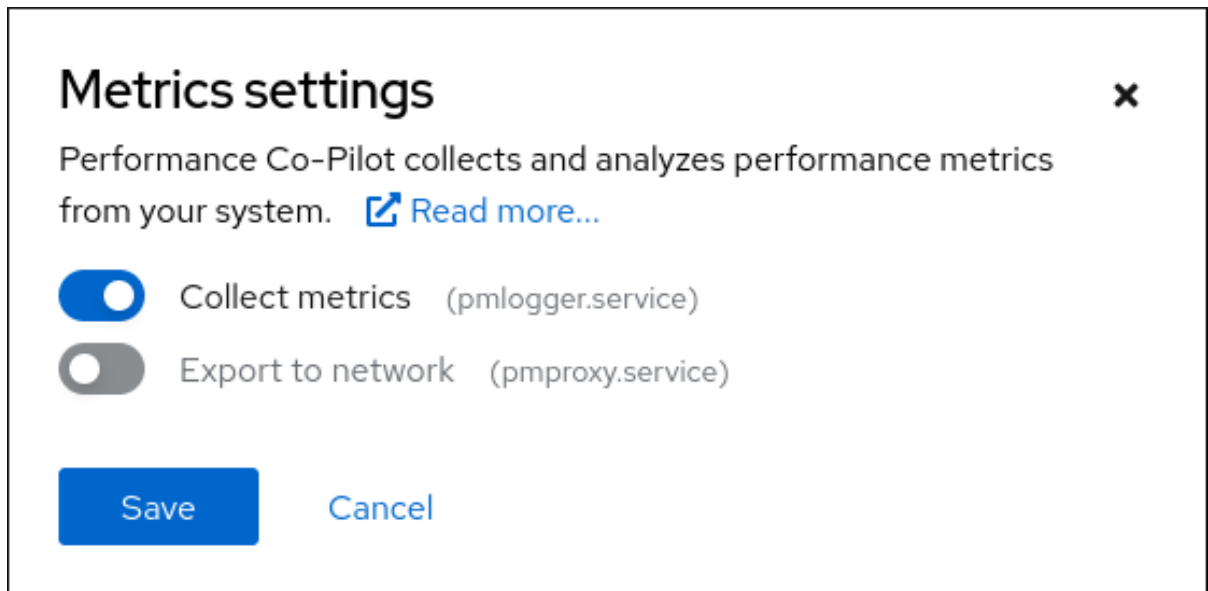 Metrics settings
Performance Co-Pilot collects and analyzes performance metrics
from your system. Read more...
Collect metrics (pmlogger.service)
Export to network (pmproxy.service)
Save Cancel